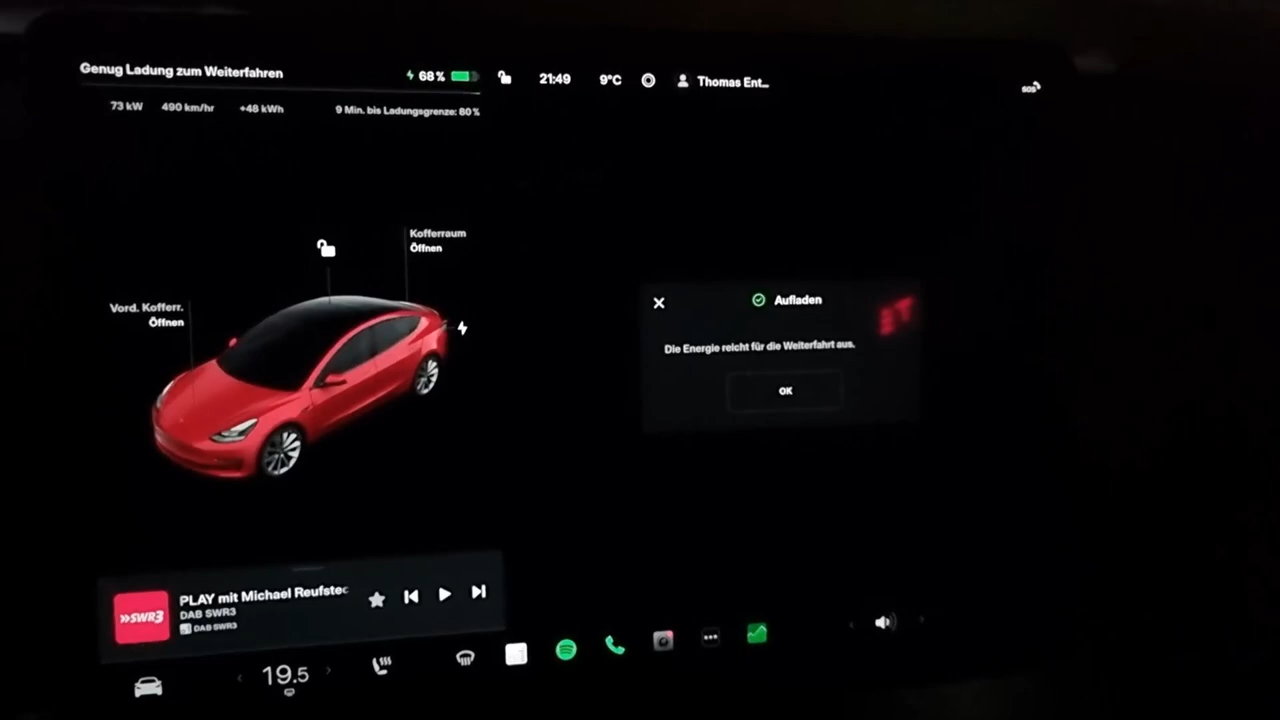 Genug Ladung zum Weiterfahren
68%
21:49
9°C
Thomas Ent...
SOS
73 kW
490 km/hr
+48 kWh
9 Min. bis Ladungsgrenze: 80%
Kofferraum
Öffnen
Vord. Kofferr.
Öffnen
Aufladen
Die Energie reicht für die Weiterfahrt aus.
OK
SWR3
PLAY mit Michael Reufstec
DAB SWR3
DAB SWR3
19.5